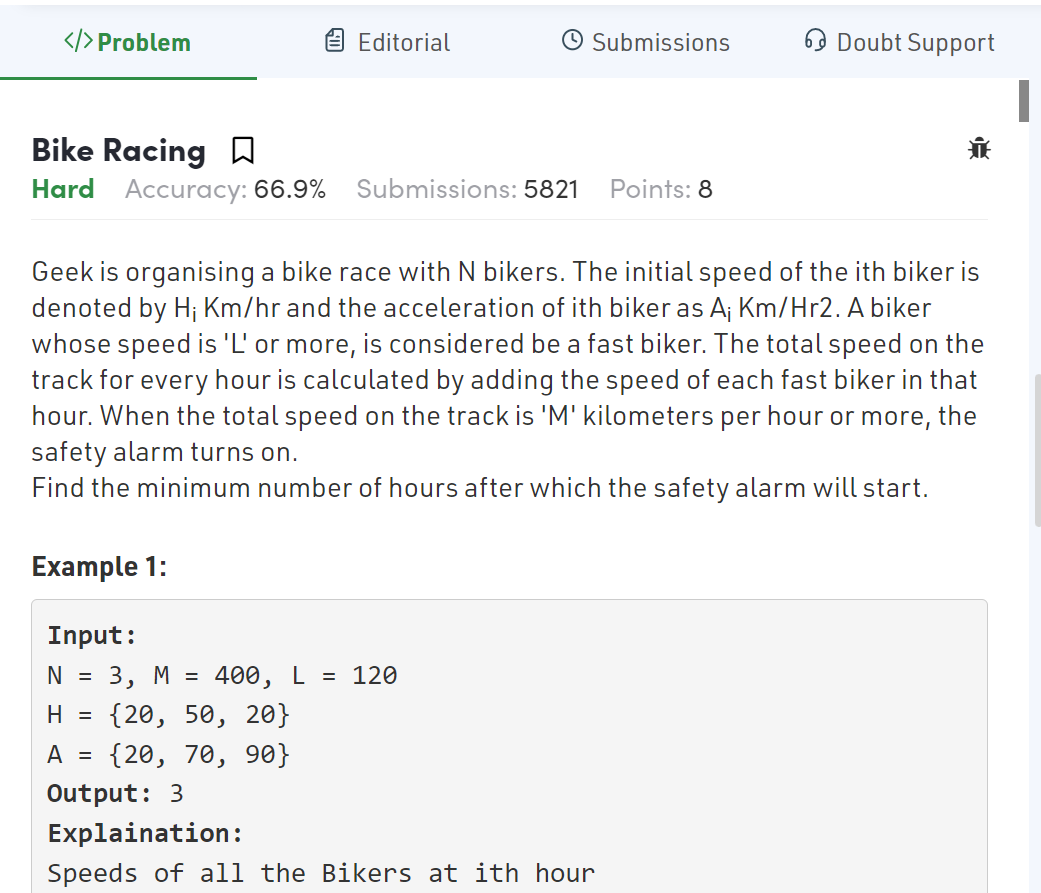 </>Problem
Editorial
Submissions
Doubt Support
Bike Racing
Hard Accuracy: 66.9% Submissions: 5821 Points: 8
Geek is organising a bike race with N bikers. The initial speed of the ith biker is
denoted by Hi Km/hr and the acceleration of ith biker as Ai Km/Hr2. A biker
whose speed is 'L' or more, is considered be a fast biker. The total speed on the
track for every hour is calculated by adding the speed of each fast biker in that
hour. When the total speed on the track is 'M' kilometers per hour or more, the
safety alarm turns on.
Find the minimum number of hours after which the safety alarm will start.
Example 1:
Input:
N = 3, M = 400, L = 120
H = {20, 50, 20}
A = {20, 70, 90}
Output: 3
Explaination:
Speeds of all the Bikers at ith hour